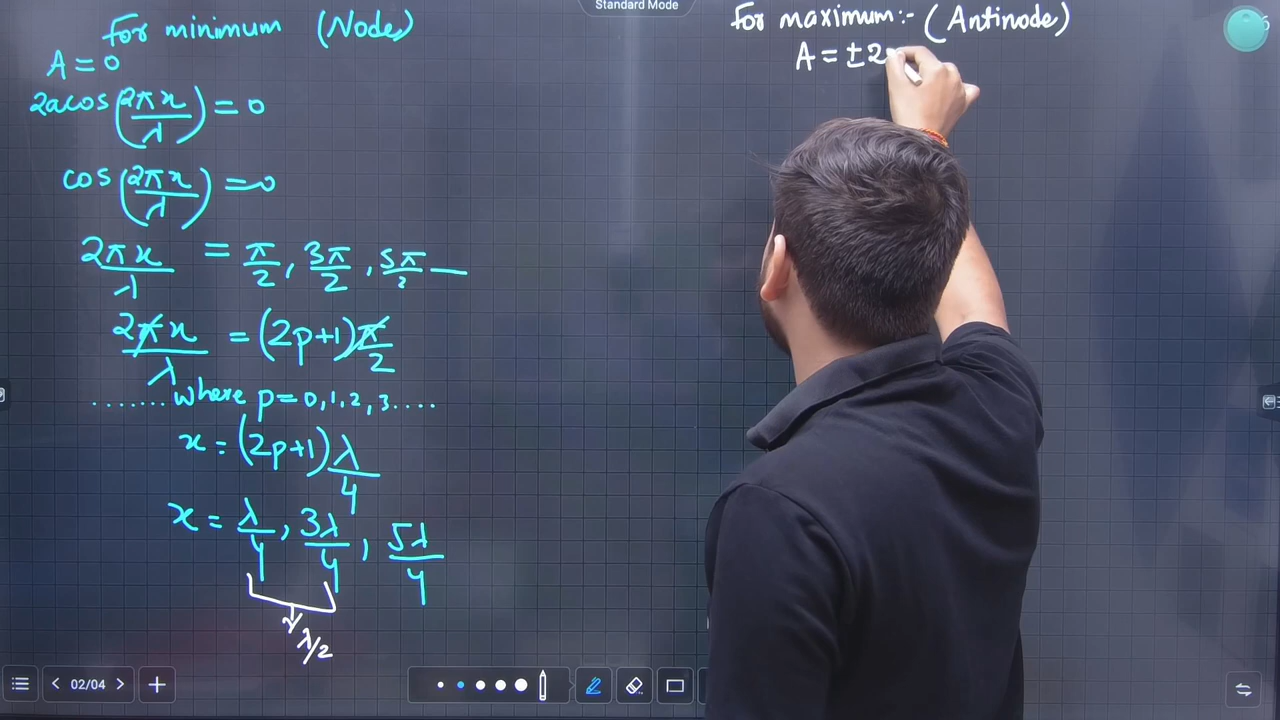 Standard Mode
For minimum (Node)
A = 0
2acos(2πx/λ) = 0
cos(2πx/λ) = 0
2πx/λ = π/2, 3π/2, 5π/2 —
2πx/λ = (2p+1)π/2
.......where p=0,1,2,3....
x = (2p+1)λ/4
x = λ/4, 3λ/4, 5λ/4
λ/2
For maximum:- (Antinode)
A = ±2
02/04